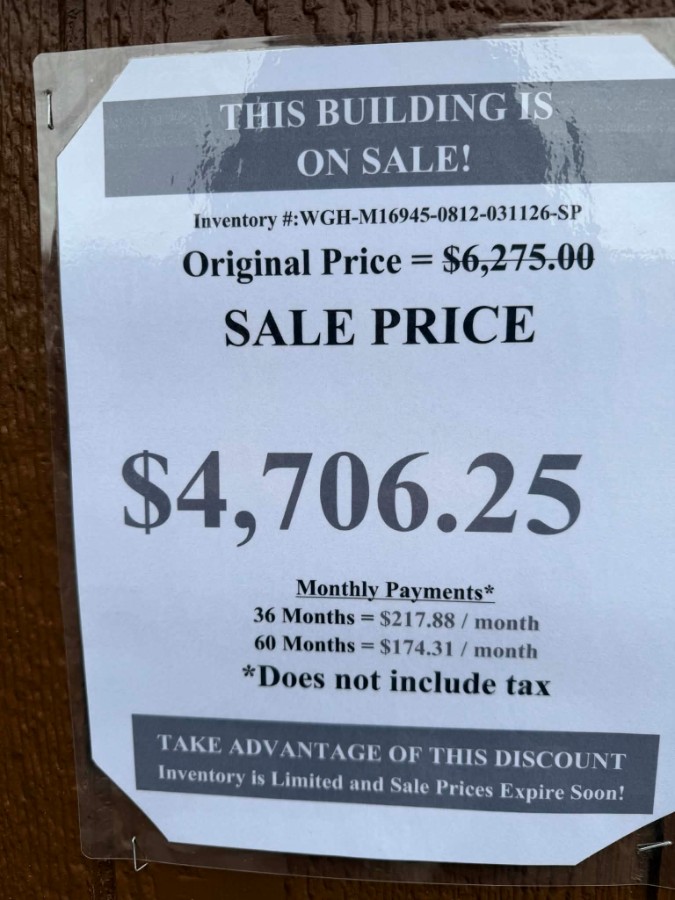 THIS BUILDING IS
ON SALE!
Inventory #:WGH-M16945-0812-031126-SP
Original Price = $6,275.00
SALE PRICE
$4,706.25
Monthly Payments*
36 Months = $217.88 / month
60 Months = $174.31 / month
*Does not include tax
TAKE ADVANTAGE OF THIS DISCOUNT
Inventory is Limited and Sale Prices Expire Soon!